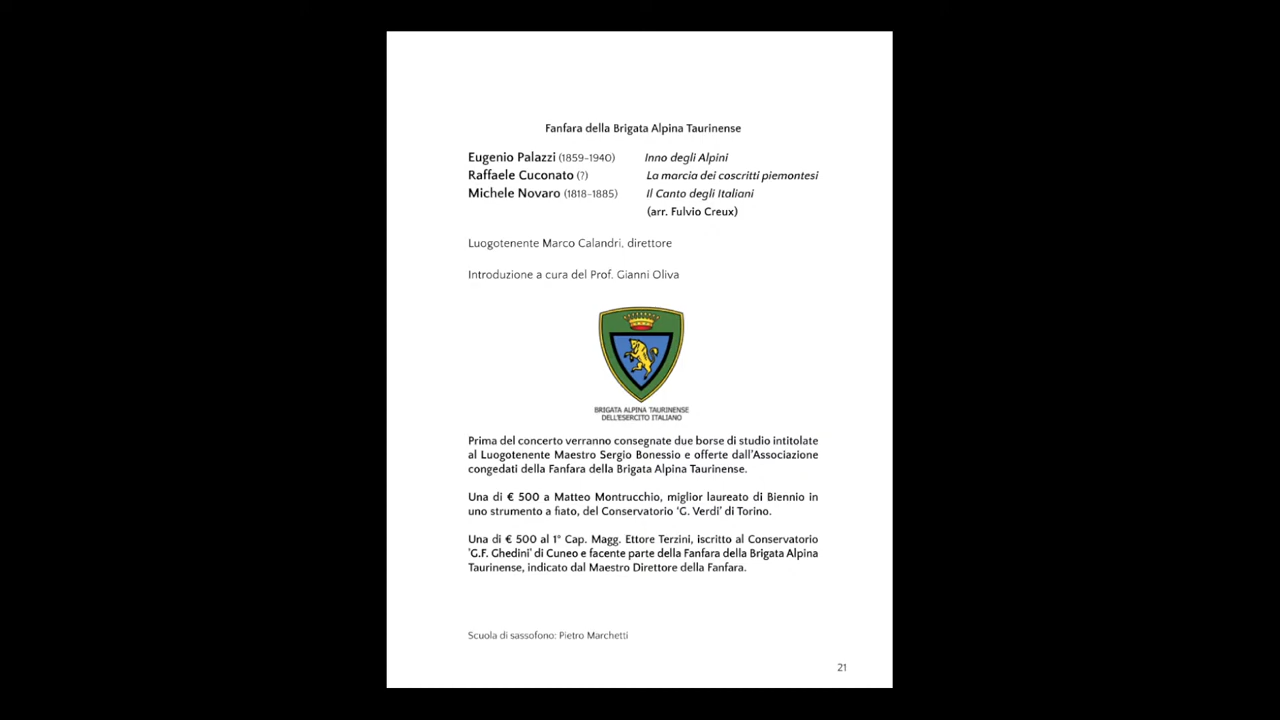 Fanfara della Brigata Alpina Taurinense
Eugenio Palazzi (1859-1940) Inno degli Alpini
Raffaele Cuconato (?) La marcia dei coscritti piemontesi
Michele Novaro (1818-1885) Il Canto degli Italiani
(arr. Fulvio Creux)
Luogotenente Marco Calandri, direttore
Introduzione a cura del Prof. Gianni Oliva
BRIGATA ALPINA TAURINENSE
DELL'ESERCITO ITALIANO
Prima del concerto verranno consegnate due borse di studio intitolate
al Luogotenente Maestro Sergio Bonessio e offerte dall'Associazione
congedati della Fanfara della Brigata Alpina Taurinense.
Una di € 500 a Matteo Montrucchio, miglior laureato di Biennio in
uno strumento a fiato, del Conservatorio 'G. Verdi' di Torino.
Una di € 500 al 1° Cap. Magg. Ettore Terzini, iscritto al Conservatorio
'G.F. Ghedini' di Cuneo e facente parte della Fanfara della Brigata Alpina
Taurinense, indicato dal Maestro Direttore della Fanfara.
Scuola di sassofono: Pietro Marchetti
21